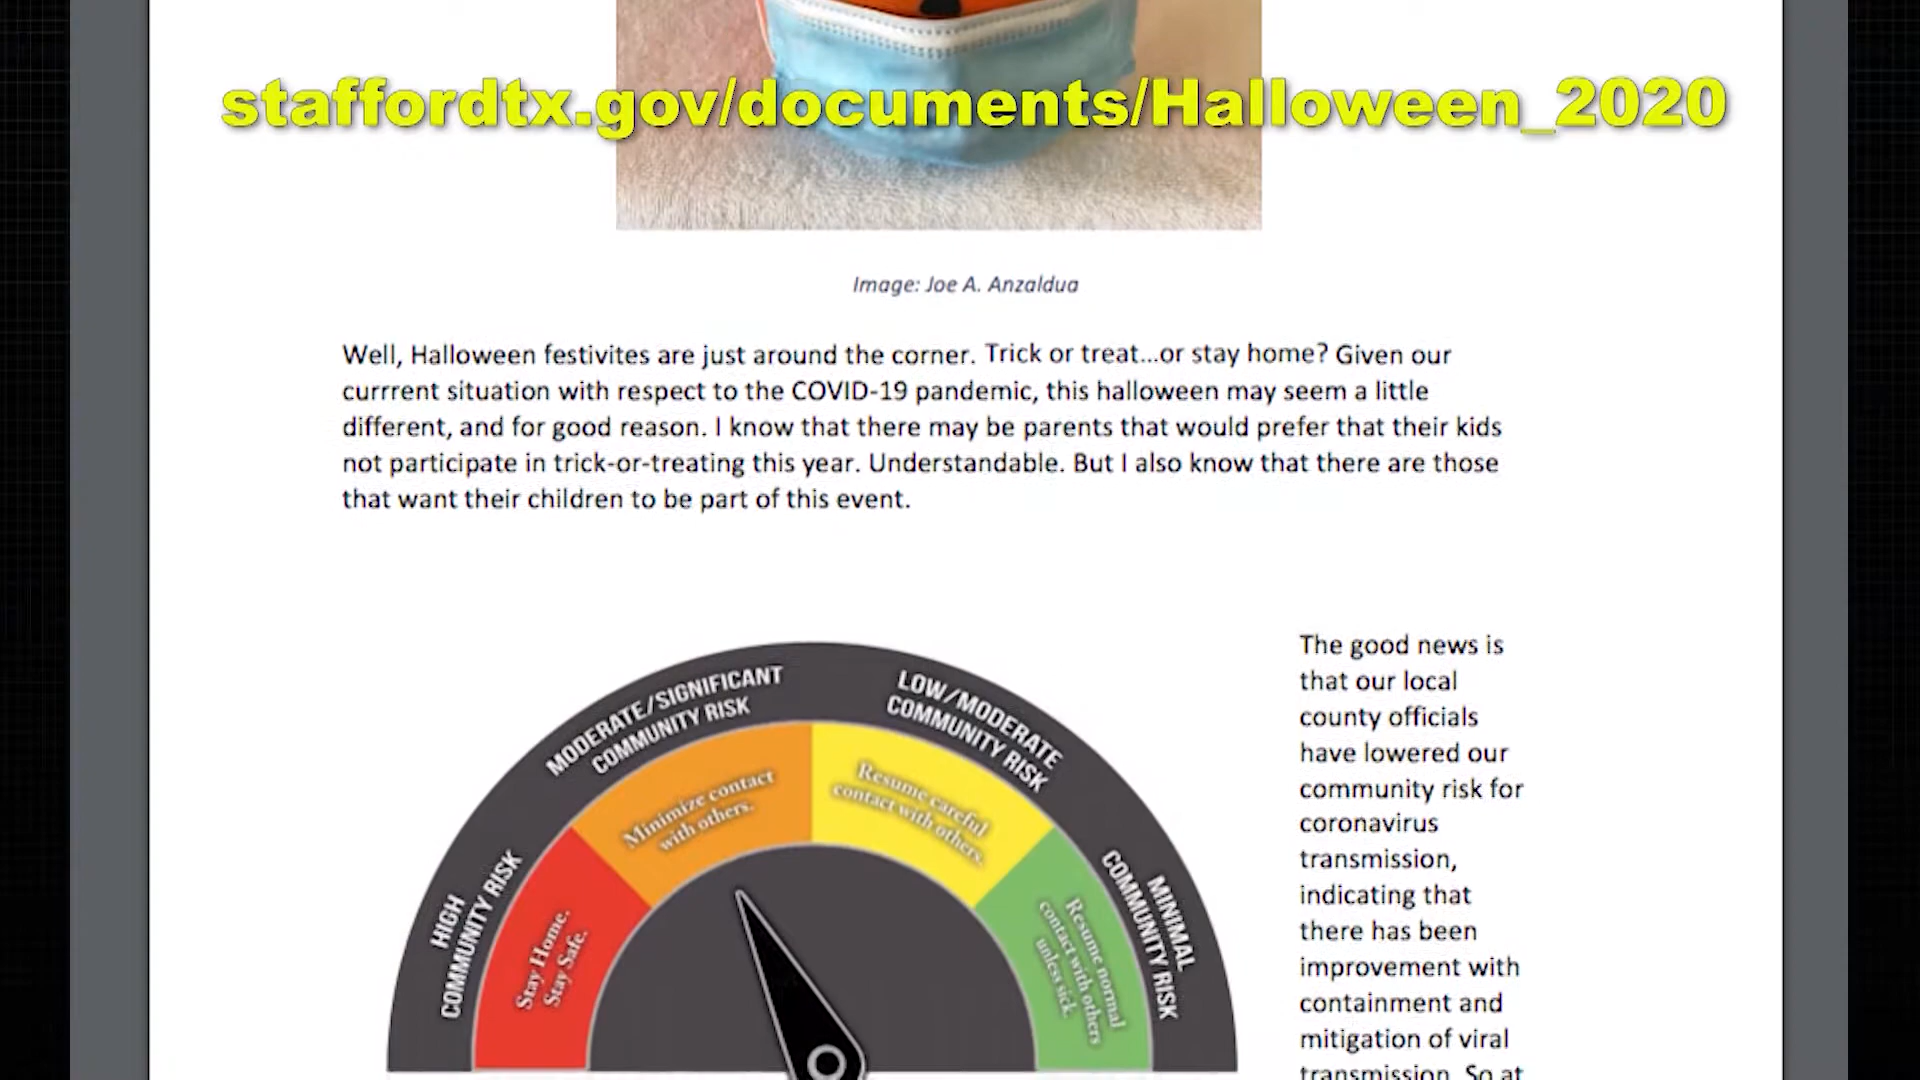 staffordtx.gov/documents/Halloween_2020
Image: Joe A. Anzaldua
Well, Halloween festivites are just around the corner. Trick or treat...or stay home? Given our
currrent situation with respect to the COVID-19 pandemic, this halloween may seem a little
different, and for good reason. I know that there may be parents that would prefer that their kids
not participate in trick-or-treating this year. Understandable. But I also know that there are those
that want their children to be part of this event.
HIGH
COMMUNITY RISK
Stay Home.
Stay Safe.
MODERATE/SIGNIFICANT
COMMUNITY RISK
Minimize contact
with others.
LOW/MODERATE
COMMUNITY RISK
Resume careful
contact with others.
MINIMAL
COMMUNITY RISK
Resume normal
contact with others
unless sick.
The good news is
that our local
county officials
have lowered our
community risk for
coronavirus
transmission,
indicating that
there has been
improvement with
containment and
mitigation of viral
transmission. So at